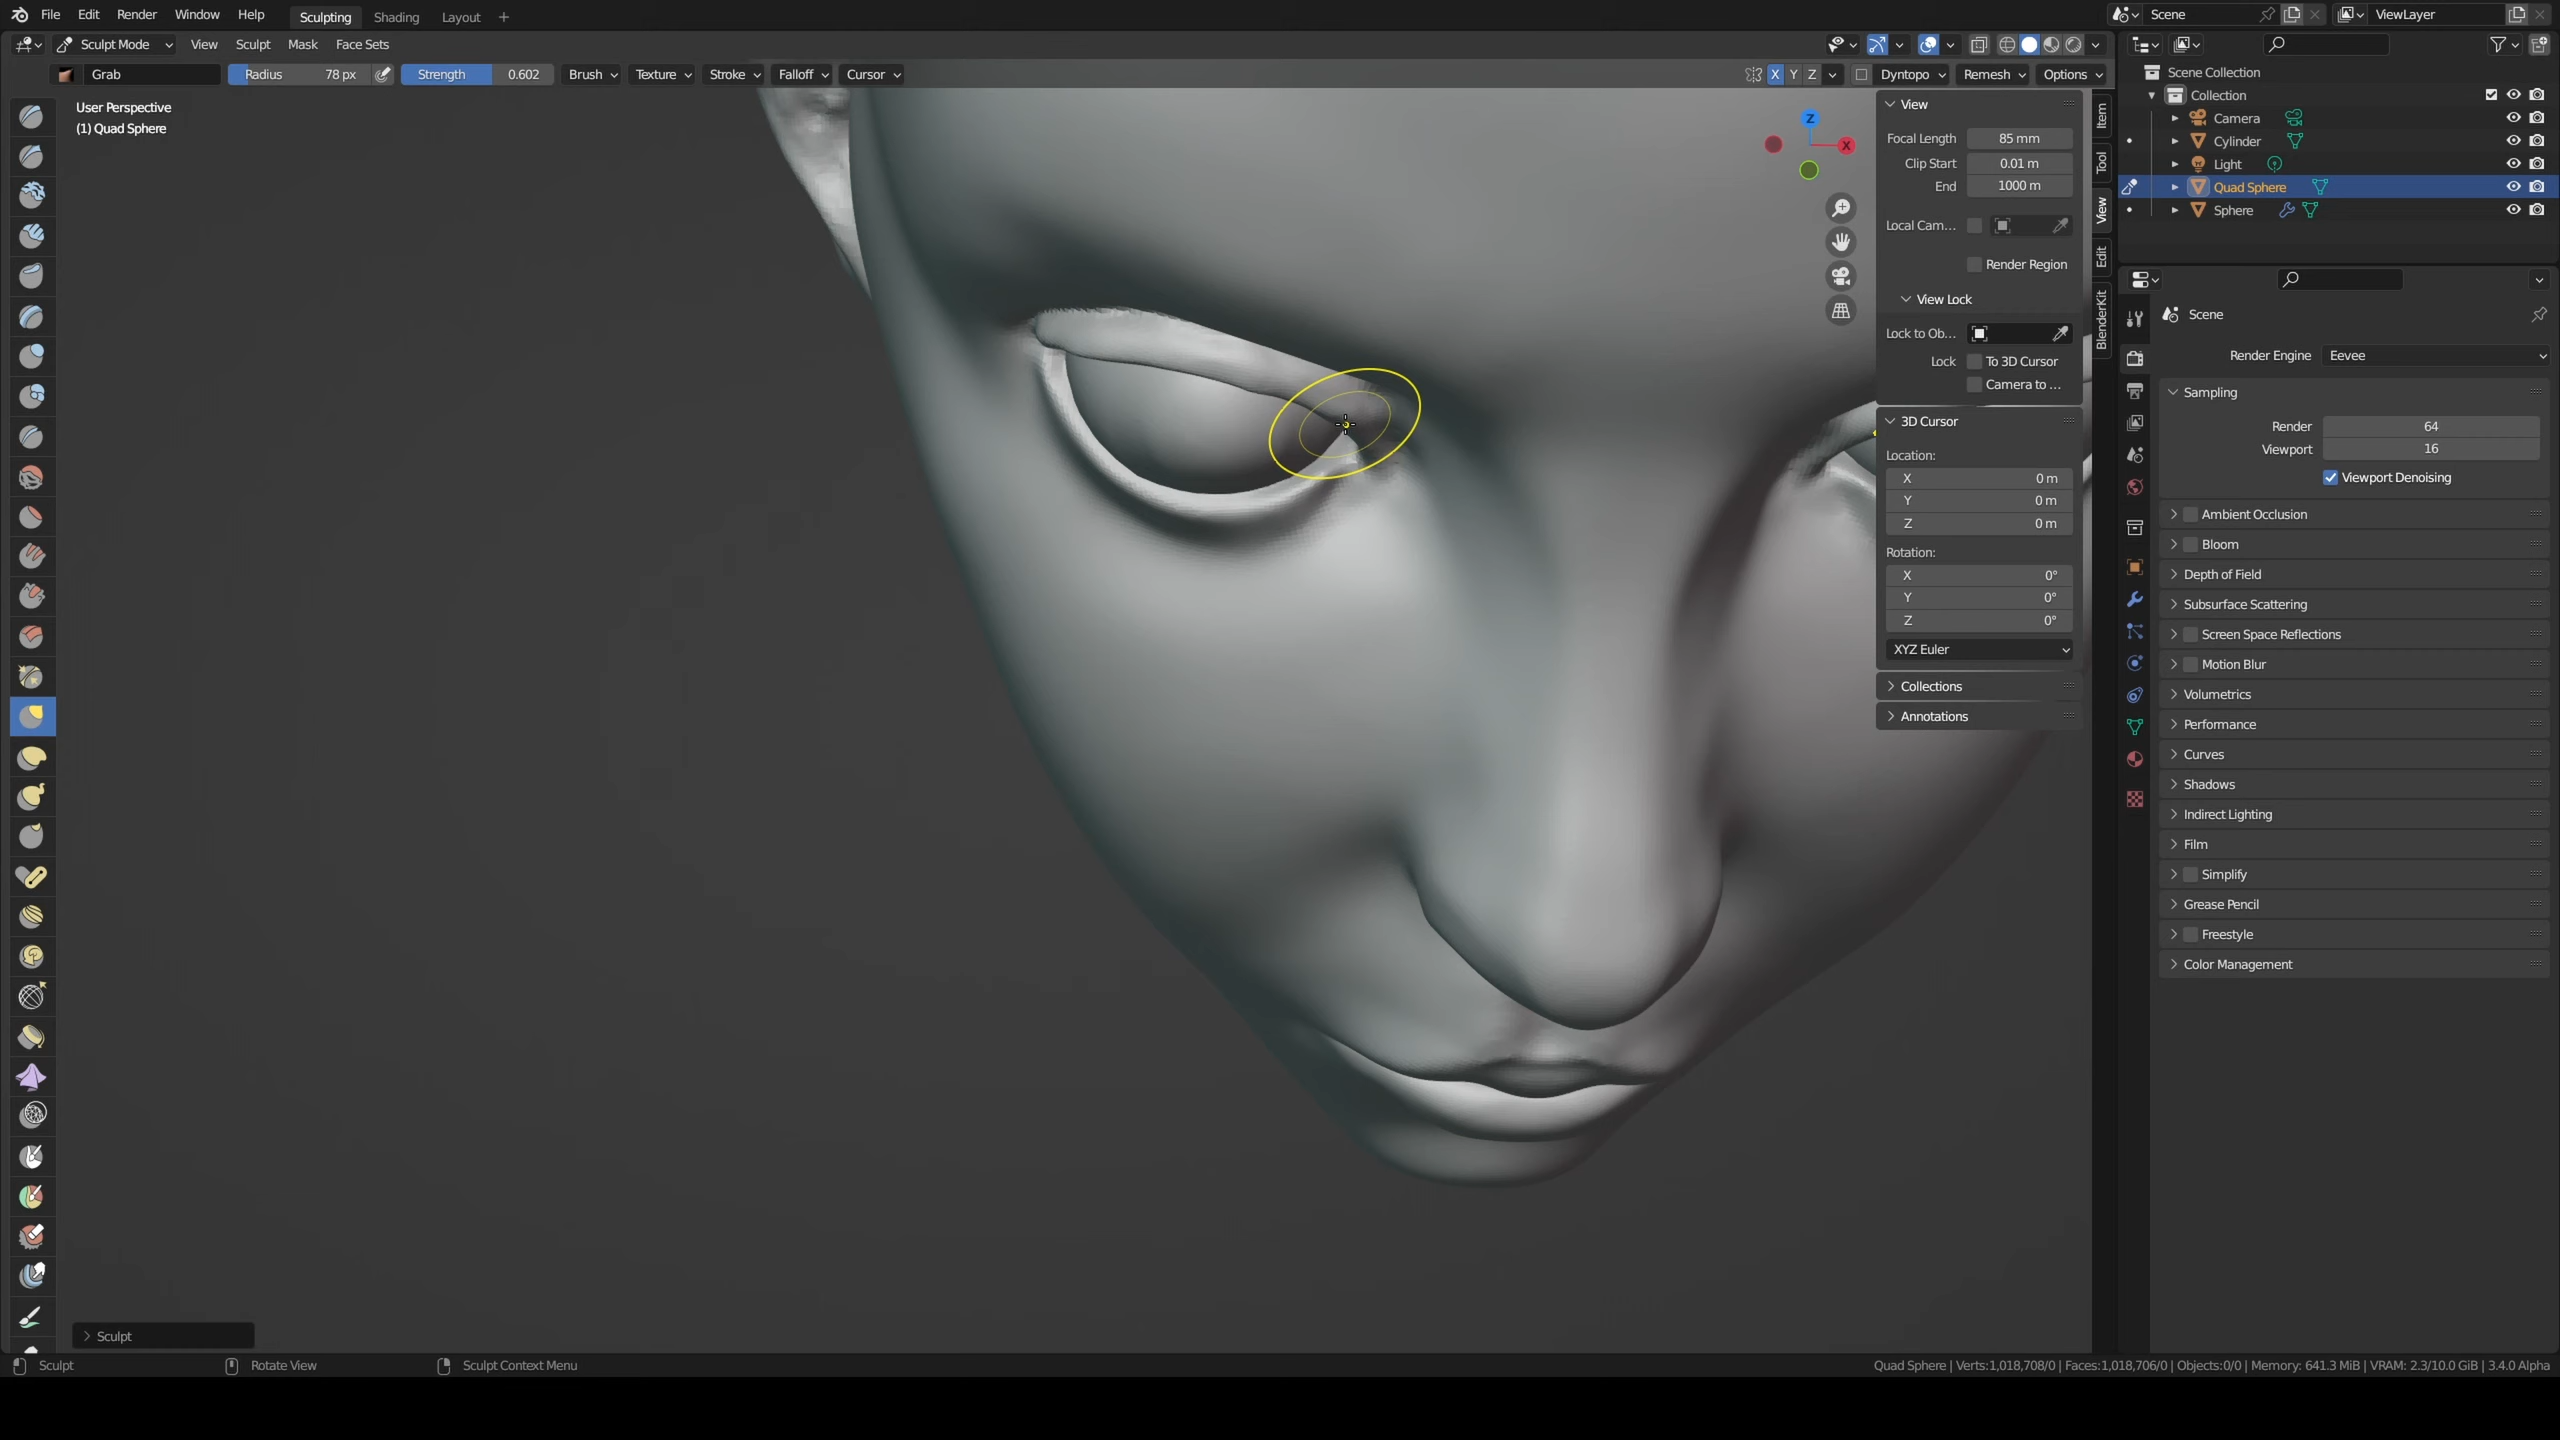 File Edit Render Window Help Sculpting Shading Layout + Scene ViewLayer
Sculpt Mode View Sculpt Mask Face Sets
Grab Radius 78 px Strength 0.602 Brush Texture Stroke Falloff Cursor X Y Z Dyntopo Remesh Options
User Perspective
(1) Quad Sphere
Z
X
View
Focal Length 85 mm
Clip Start 0.01 m
End 1000 m
Local Cam...
Render Region
View Lock
Lock to Ob...
Lock To 3D Cursor
Camera to ...
3D Cursor
Location:
X 0 m
Y 0 m
Z 0 m
Rotation:
X 0°
Y 0°
Z 0°
XYZ Euler
Collections
Annotations
Item
Tool
View
Edit
BlenderKit
Scene Collection
Collection
Camera
Cylinder
Light
Quad Sphere
Sphere
Scene
Render Engine Eevee
Sampling
Render 64
Viewport 16
Viewport Denoising
Ambient Occlusion
Bloom
Depth of Field
Subsurface Scattering
Screen Space Reflections
Motion Blur
Volumetrics
Performance
Curves
Shadows
Indirect Lighting
Film
Simplify
Grease Pencil
Freestyle
Color Management
Sculpt
Sculpt Rotate View Sculpt Context Menu Quad Sphere | Verts:1,018,708/0 | Faces:1,018,706/0 | Objects:0/0 | Memory: 641.3 MiB | VRAM: 2.3/10.0 GiB | 3.4.0 Alpha